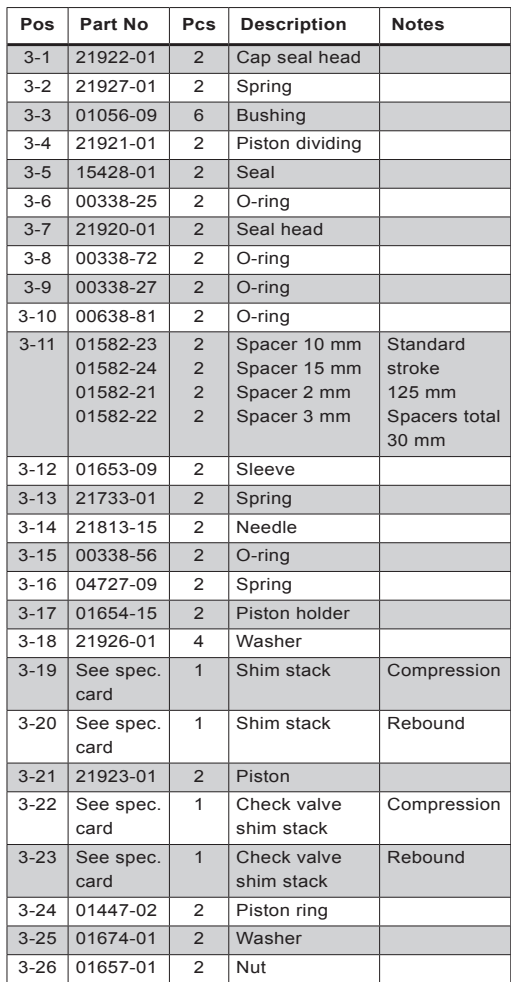 Pos Part No Pcs Description Notes
3-1 21922-01 2 Cap seal head
3-2 21927-01 2 Spring
3-3 01056-09 6 Bushing
3-4 21921-01 2 Piston dividing
3-5 15428-01 2 Seal
3-6 00338-25 2 O-ring
3-7 21920-01 2 Seal head
3-8 00338-72 2 O-ring
3-9 00338-27 2 O-ring
3-10 00638-81 2 O-ring
3-11 01582-23 2 Spacer 10 mm Standard
01582-24 2 Spacer 15 mm stroke
01582-21 2 Spacer 2 mm 125 mm
01582-22 2 Spacer 3 mm Spacers total
30 mm
3-12 01653-09 2 Sleeve
3-13 21733-01 2 Spring
3-14 21813-15 2 Needle
3-15 00338-56 2 O-ring
3-16 04727-09 2 Spring
3-17 01654-15 2 Piston holder
3-18 21926-01 4 Washer
3-19 See spec. 1 Shim stack Compression
card
3-20 See spec. 1 Shim stack Rebound
card
3-21 21923-01 2 Piston
3-22 See spec. 1 Check valve Compression
card shim stack
3-23 See spec. 1 Check valve Rebound
card shim stack
3-24 01447-02 2 Piston ring
3-25 01674-01 2 Washer
3-26 01657-01 2 Nut